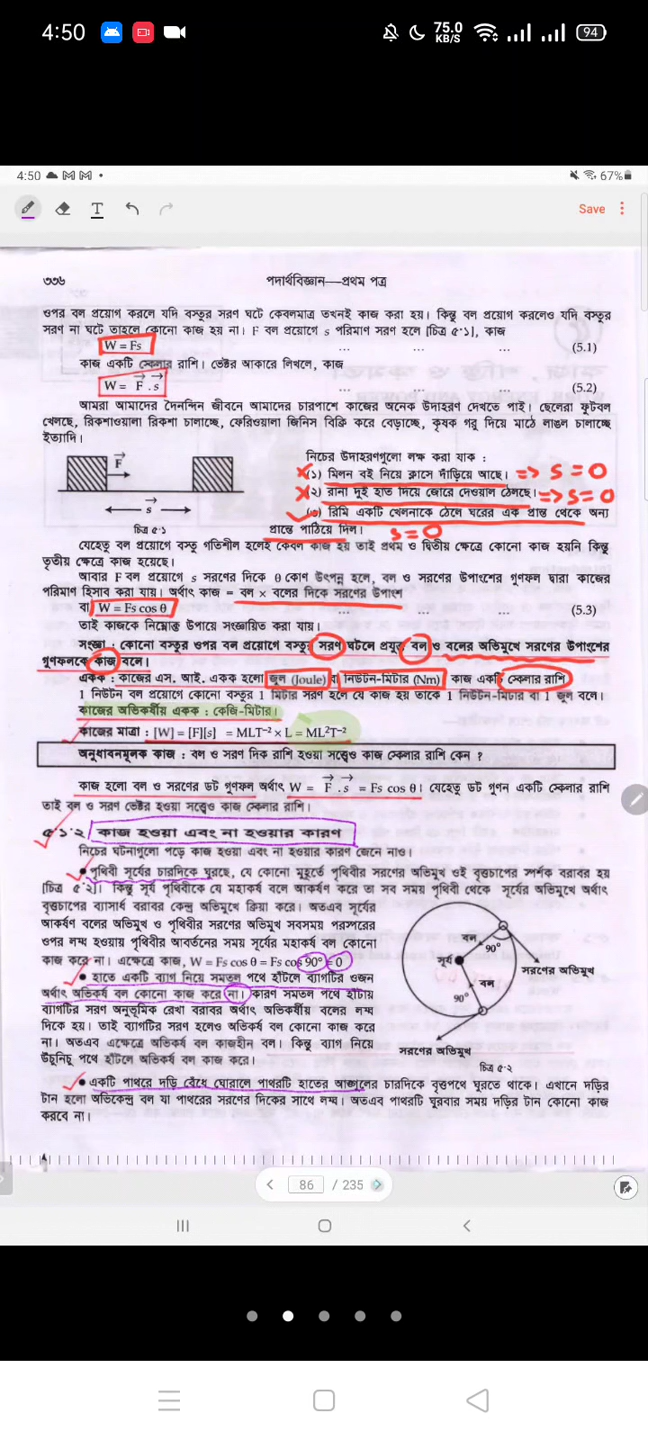 4:50
75.0 KB/S
94
4:50
67%
T
Save
৩৩৬
পদার্থবিজ্ঞান—প্রথম পত্র
ওপর বল প্রয়োগ করলে যদি বস্তুর সরণ ঘটে কেবলমাত্র তখনই কাজ করা হয়। কিন্তু বল প্রয়োগ করলেও যদি বস্তুর
সরণ না ঘটে তাহলে কোনো কাজ হয় না। F বল প্রয়োগে s পরিমাণ সরণ হলে [চিত্র ৫·১], কাজ
W = Fs ... ... ... (5.1)
কাজ একটি স্কেলার রাশি। ভেক্টর আকারে লিখলে, কাজ
W = F⃗ . s⃗ ... ... ... (5.2)
আমরা আমাদের দৈনন্দিন জীবনে আমাদের চারপাশে কাজের অনেক উদাহরণ দেখতে পাই। ছেলেরা ফুটবল
খেলছে, রিকশাওয়ালা রিকশা চালাচ্ছে, ফেরিওয়ালা জিনিস বিক্রি করে বেড়াচ্ছে, কৃষক গরু দিয়ে মাঠে লাঙল চালাচ্ছে
ইত্যাদি।
নিচের উদাহরণগুলো লক্ষ করা যাক :
(১) মিলন বই নিয়ে ক্লাসে দাঁড়িয়ে আছে। => S = 0
(২) রানা দুই হাত দিয়ে জোরে দেওয়াল ঠেলছে। => S = 0
(৩) রিমি একটি খেলনাকে ঠেলে ঘরের এক প্রান্ত থেকে অন্য
প্রান্তে পাঠিয়ে দিল। S = 0
F⃗
s⃗
চিত্র ৫·১
যেহেতু বল প্রয়োগে বস্তু গতিশীল হলেই কেবল কাজ হয় তাই প্রথম ও দ্বিতীয় ক্ষেত্রে কোনো কাজ হয়নি কিন্তু
তৃতীয় ক্ষেত্রে কাজ হয়েছে।
আবার F বল প্রয়োগে s সরণের দিকে θ কোণ উৎপন্ন হলে, বল ও সরণের উপাংশের গুণফল দ্বারা কাজের
পরিমাণ হিসাব করা যায়। অর্থাৎ কাজ = বল × বলের দিকে সরণের উপাংশ
বা W = Fs cos θ ... ... ... (5.3)
তাই কাজকে নিম্নোক্ত উপায়ে সংজ্ঞায়িত করা যায়।
সংজ্ঞা : কোনো বস্তুর ওপর বল প্রয়োগে বস্তুর সরণ ঘটলে প্রযুক্ত বল ও বলের অভিমুখে সরণের উপাংশের
গুণফলকে কাজ বলে।
একক : কাজের এস. আই. একক হলো জুল (Joule) বা নিউটন-মিটার (Nm) কাজ একটি স্কেলার রাশি
1 নিউটন বল প্রয়োগে কোনো বস্তুর 1 মিটার সরণ হলে যে কাজ হয় তাকে 1 নিউটন-মিটার বা 1 জুল বলে।
কাজের অভিকর্ষীয় একক : কেজি-মিটার।
কাজের মাত্রা : [W] = [F][s] = MLT⁻² × L = ML²T⁻²
অনুধাবনমূলক কাজ : বল ও সরণ দিক রাশি হওয়া সত্ত্বেও কাজ স্কেলার রাশি কেন ?
কাজ হলো বল ও সরণের ডট গুণফল অর্থাৎ W = F⃗ . s⃗ = Fs cos θ। যেহেতু ডট গুণন একটি স্কেলার রাশি
তাই বল ও সরণ ভেক্টর হওয়া সত্ত্বেও কাজ স্কেলার রাশি।
৫·১·২ কাজ হওয়া এবং না হওয়ার কারণ
নিচের ঘটনাগুলো পড়ে কাজ হওয়া এবং না হওয়ার কারণ জেনে নাও।
● পৃথিবী সূর্যের চারদিকে ঘুরছে, যে কোনো মুহূর্তে পৃথিবীর সরণের অভিমুখ ওই বৃত্তচাপের স্পর্শক বরাবর হয়
[চিত্র ৫·২]। কিন্তু সূর্য পৃথিবীকে যে মহাকর্ষ বলে আকর্ষণ করে তা সব সময় পৃথিবী থেকে সূর্যের অভিমুখে অর্থাৎ
বৃত্তচাপের ব্যাসার্ধ বরাবর কেন্দ্র অভিমুখে ক্রিয়া করে। অতএব সূর্যের
আকর্ষণ বলের অভিমুখ ও পৃথিবীর সরণের অভিমুখ সবসময় পরস্পরের
ওপর লম্ব হওয়ায় পৃথিবীর আবর্তনের সময় সূর্যের মহাকর্ষ বল কোনো
কাজ করে না। এক্ষেত্রে কাজ, W = Fs cos θ = Fs cos 90° = 0
● হাতে একটি ব্যাগ নিয়ে সমতল পথে হাঁটলে ব্যাগটির ওজন
অর্থাৎ অভিকর্ষ বল কোনো কাজ করে না। কারণ সমতল পথে হাঁটায়
ব্যাগটির সরণ অনুভূমিক রেখা বরাবর অর্থাৎ অভিকর্ষীয় বলের লম্ব
দিকে হয়। তাই ব্যাগটির সরণ হলেও অভিকর্ষ বল কোনো কাজ করে
না। অতএব এক্ষেত্রে অভিকর্ষ বল কাজহীন বল। কিন্তু ব্যাগ নিয়ে
উঁচুনিচু পথে হাঁটলে অভিকর্ষ বল কাজ করে।
বল
90°
সূর্য
সরণের অভিমুখ
বল
90°
সরণের অভিমুখ
চিত্র ৫·২
● একটি পাথরে দড়ি বেঁধে ঘোরালে পাথরটি হাতের আঙ্গুলের চারদিকে বৃত্তপথে ঘুরতে থাকে। এখানে দড়ির
টান হলো অভিকেন্দ্র বল যা পাথরের সরণের দিকের সাথে লম্ব। অতএব পাথরটি ঘুরবার সময় দড়ির টান কোনো কাজ
করবে না।
86 / 235